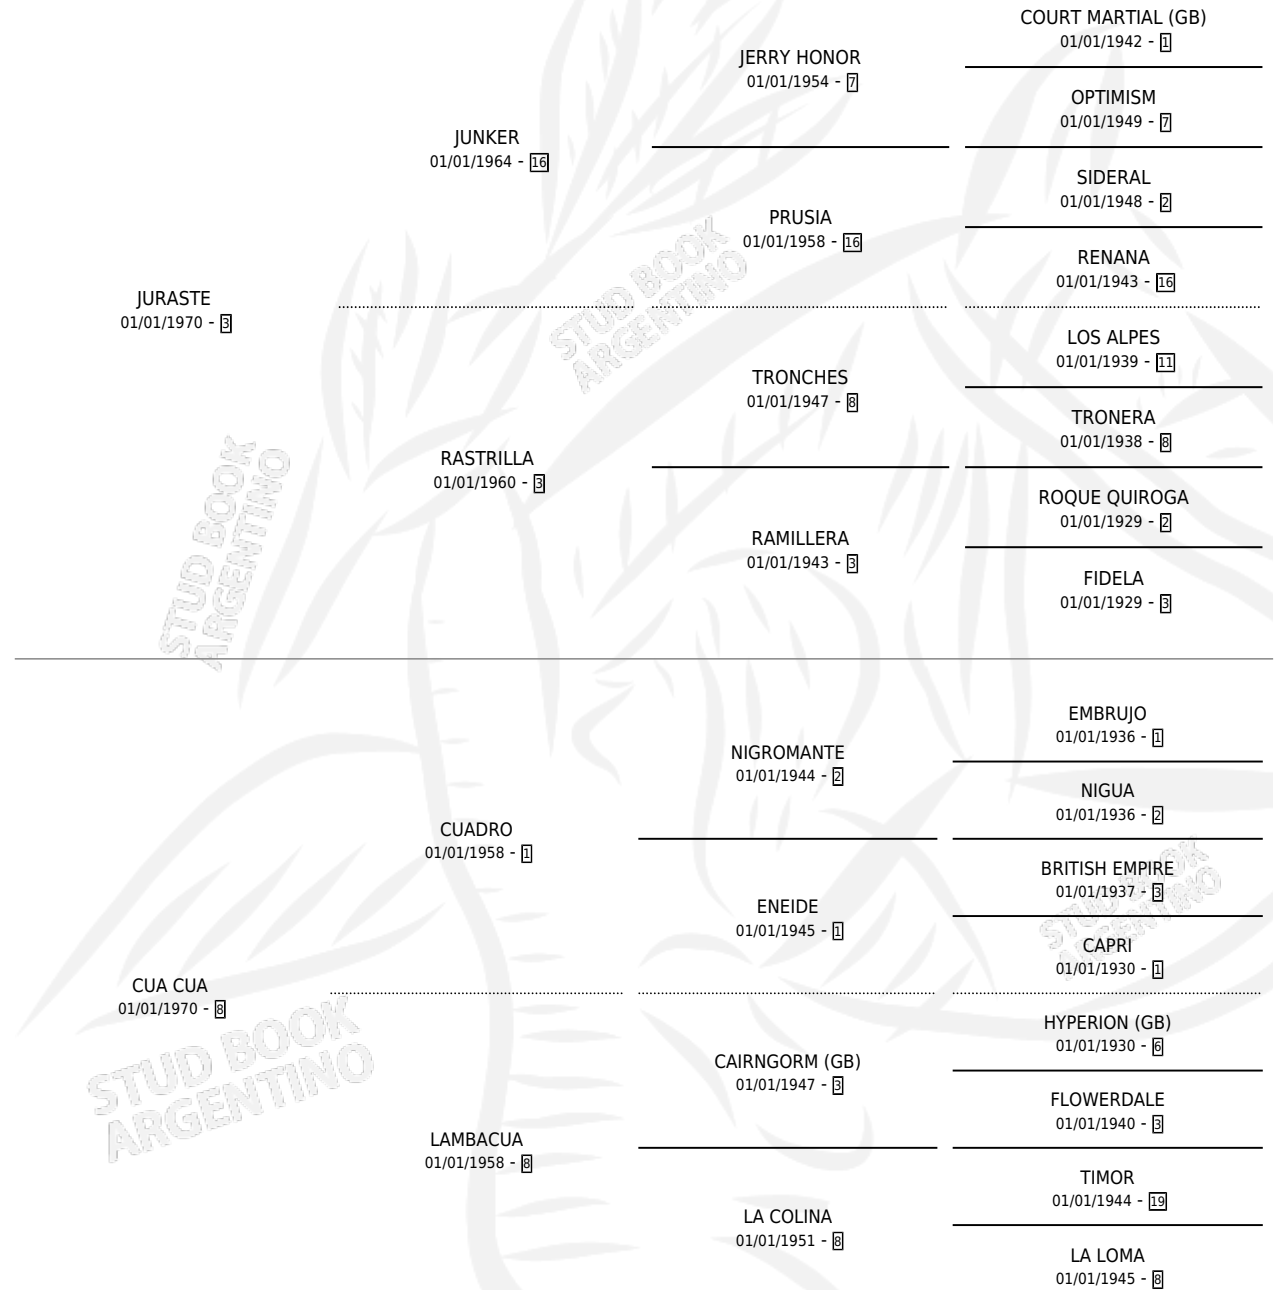 COURT MARTIAL (GB)
01/01/1942 - 1
JERRY HONOR
01/01/1954 - 7
OPTIMISM
01/01/1949 - 7
JUNKER
01/01/1964 - 16
SIDERAL
01/01/1948 - 2
PRUSIA
01/01/1958 - 16
RENANA
01/01/1943 - 16
JURASTE
01/01/1970 - 3
STUD BOOK
ARGENTINO
LOS ALPES
01/01/1939 - 11
TRONCHES
01/01/1947 - 8
TRONERA
01/01/1938 - 8
RASTRILLA
01/01/1960 - 3
ROQUE QUIROGA
01/01/1929 - 2
RAMILLERA
01/01/1943 - 3
FIDELA
01/01/1929 - 3
STUD BOOK
ARGENTINO
EMBRUJO
01/01/1936 - 1
NIGROMANTE
01/01/1944 - 2
NIGUA
01/01/1936 - 2
CUADRO
01/01/1958 - 1
BRITISH EMPIRE
01/01/1937 - 3
ENEIDE
01/01/1945 - 1
STUD BOOK
ARGENTINO
CAPRI
01/01/1930 - 1
CUA CUA
01/01/1970 - 8
HYPERION (GB)
01/01/1930 - 6
STUD BOOK
ARGENTINO
CAIRNGORM (GB)
01/01/1947 - 3
FLOWERDALE
01/01/1940 - 3
LAMBACUA
01/01/1958 - 8
TIMOR
01/01/1944 - 19
LA COLINA
01/01/1951 - 8
LA LOMA
01/01/1945 - 8